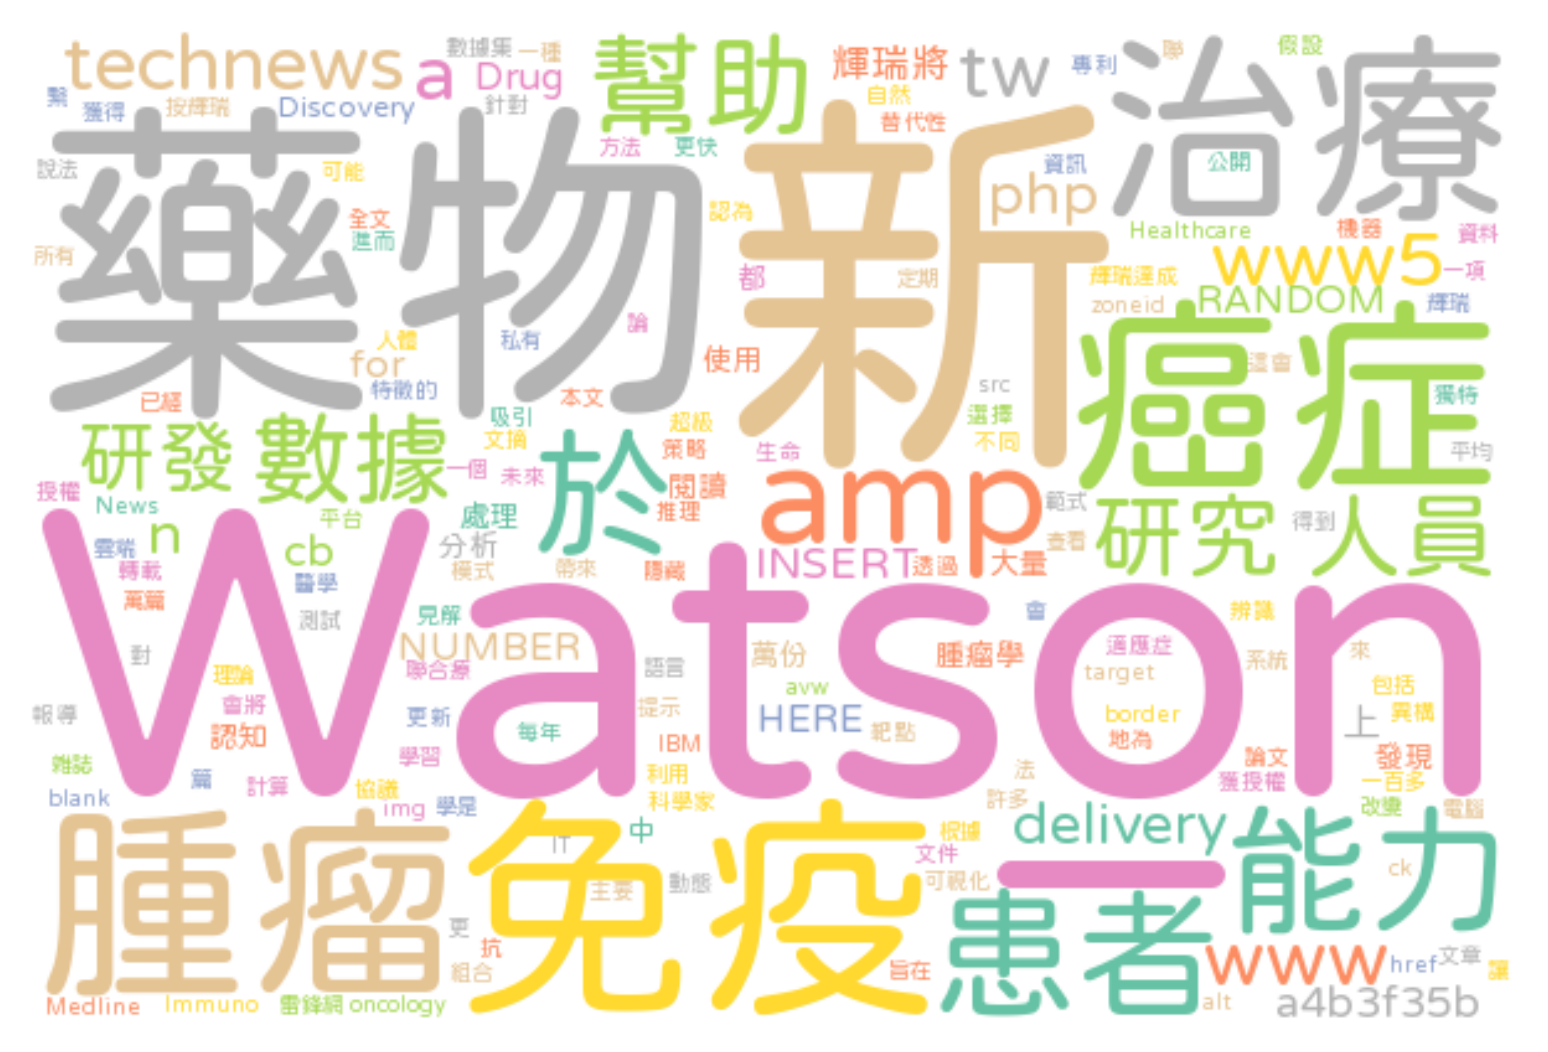 technews
數據集
一種
a
Drug
幫助
輝瑞將
tw
專利
聯
假設
治療
繫
獲得
按輝瑞
Discovery
針對
自然
替代性
方法
更快
藥物
新
資訊
公開
php
說法
可能
全文
進而
認為
Healthcare
機器
資料
所有
都
定期
輝瑞達成
www5
一項
zoneid
RANDOM
輝瑞
人體
私有
論
for
特徵的
使用
癌症
還會
src
獨特
已經
吸引
本文
選擇
研發
數據
文摘
超級
策略
生命
不同
平均
一個
未來
於
閱讀
amp
授權
News
平台
處理
推理
範式
研究
得到
人員
n
雲端
cb
分析
查看
轉載
醫學
模式
帶來
隱藏
INSERT
透過
大量
萬篇
測試
見解
Watson
會
辨識
對
NUMBER
語言
萬份
腫瘤學
適應症
系統
來
理論
聯合療
target
avw
包括
報導
會將
更新
提示
HERE
靶點
border
上
異構
認知
每年
IBM
地為
雜誌
學習
論文
發現
篇
計算
協議
利用
法
獲授權
一百多
blank
img
學是
科學家
許多
改變
電腦
腫瘤
免疫
IT
中
根據
delivery
能力
文件
主要
動態
可視化
一
ck
患者
更
抗
組合
旨在
www
href
文章
讓
Medline
Immuno
雷鋒網
oncology
alt
a4b3f35b